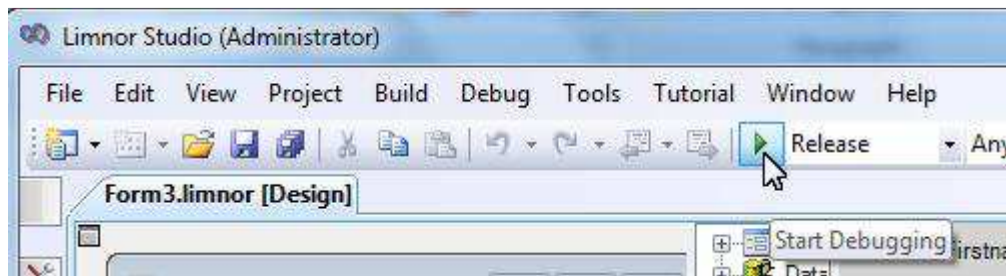 Limnor Studio (Administrator)
File Edit View Project Build Debug Tools Tutorial Window Help
Release
Form3.limnor [Design]
Start Debugging
Data